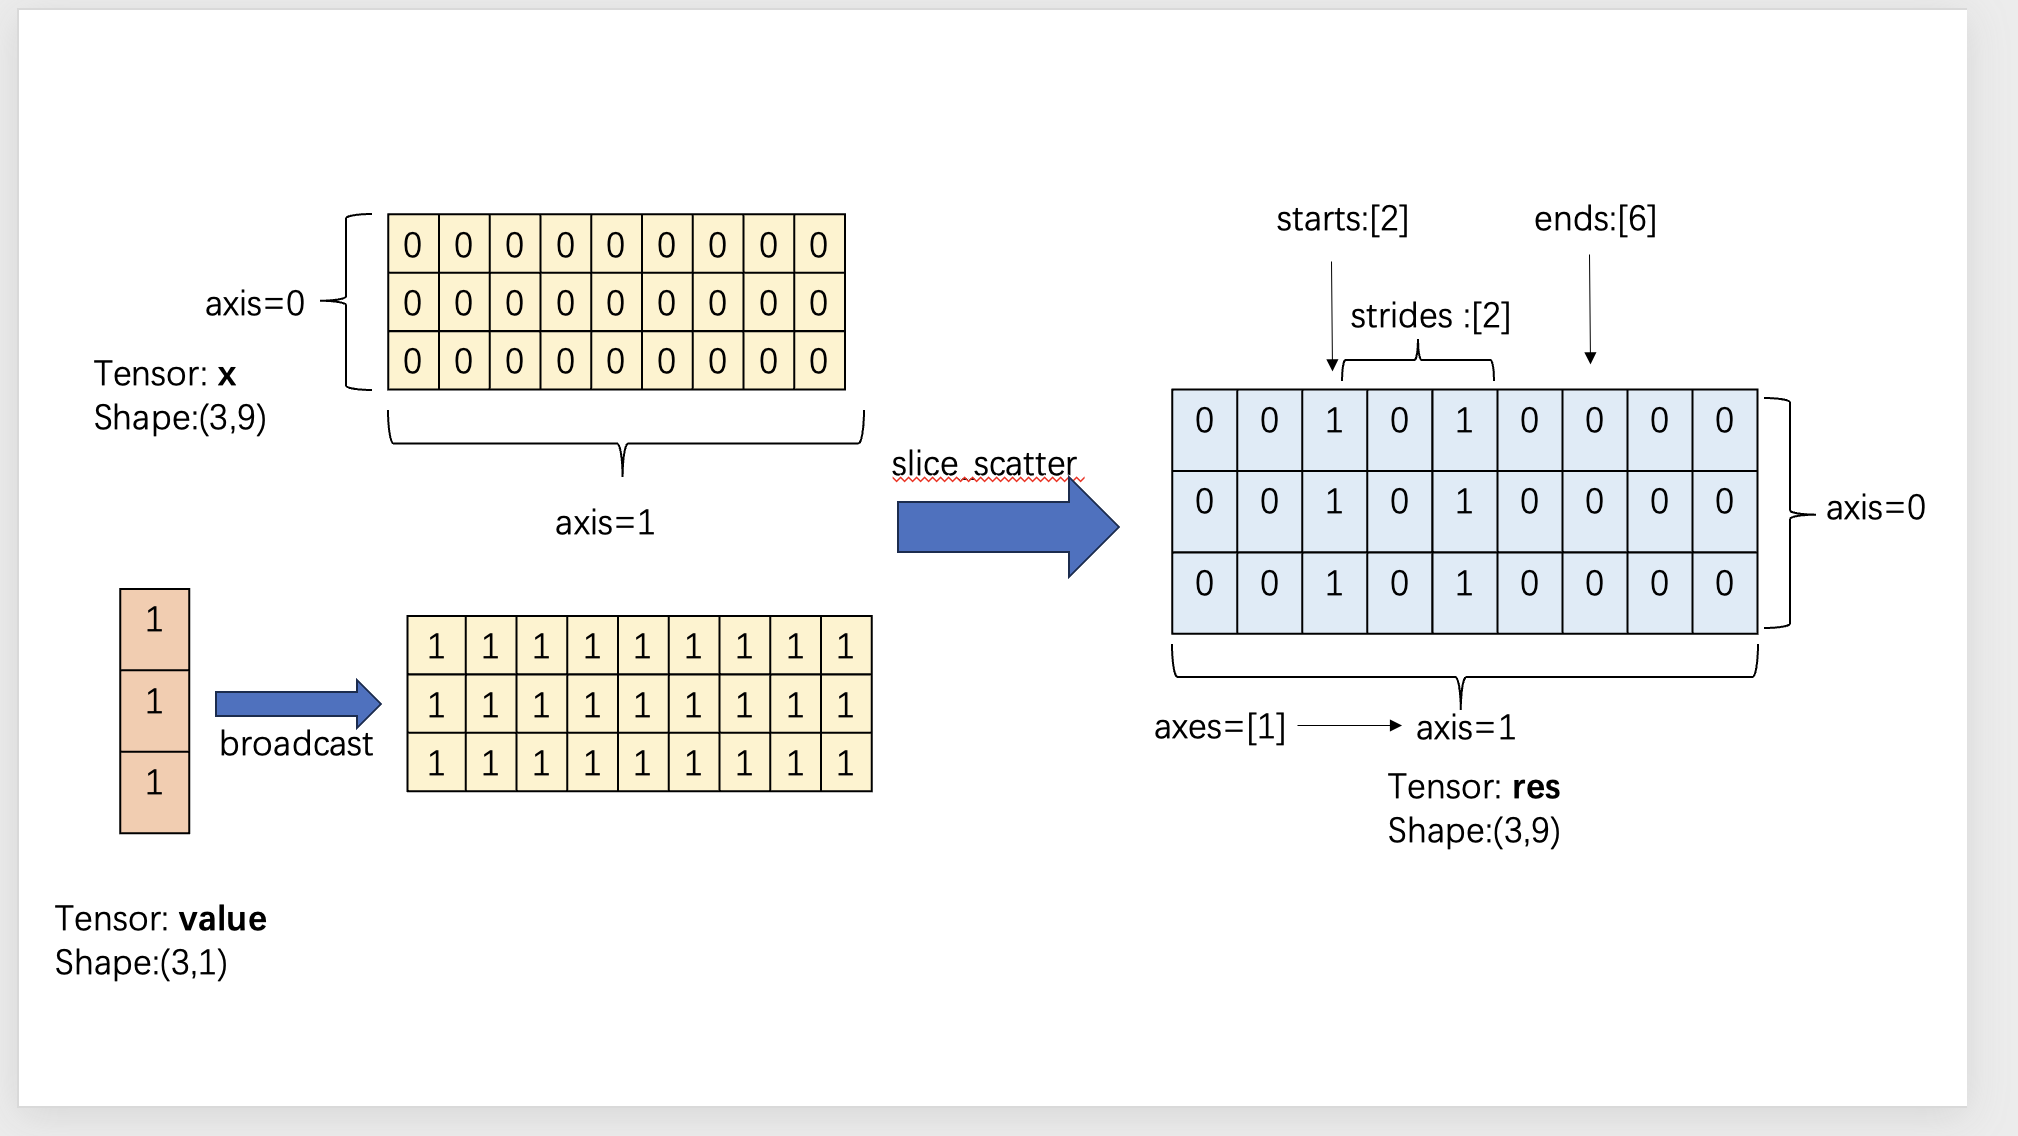 starts:[2]
ends:[6]
0 0 0 0 0 0 0 0 0
0 0 0 0 0 0 0 0 0
0 0 0 0 0 0 0 0 0
axis=0
axis=1
Tensor: x
Shape:(3,9)
strides :[2]
slice_scatter
0 0 1 0 1 0 0 0 0
0 0 1 0 1 0 0 0 0
0 0 1 0 1 0 0 0 0
axis=0
axes=[1]
axis=1
Tensor: res
Shape:(3,9)
1
1
1
broadcast
1 1 1 1 1 1 1 1 1
1 1 1 1 1 1 1 1 1
1 1 1 1 1 1 1 1 1
Tensor: value
Shape:(3,1)